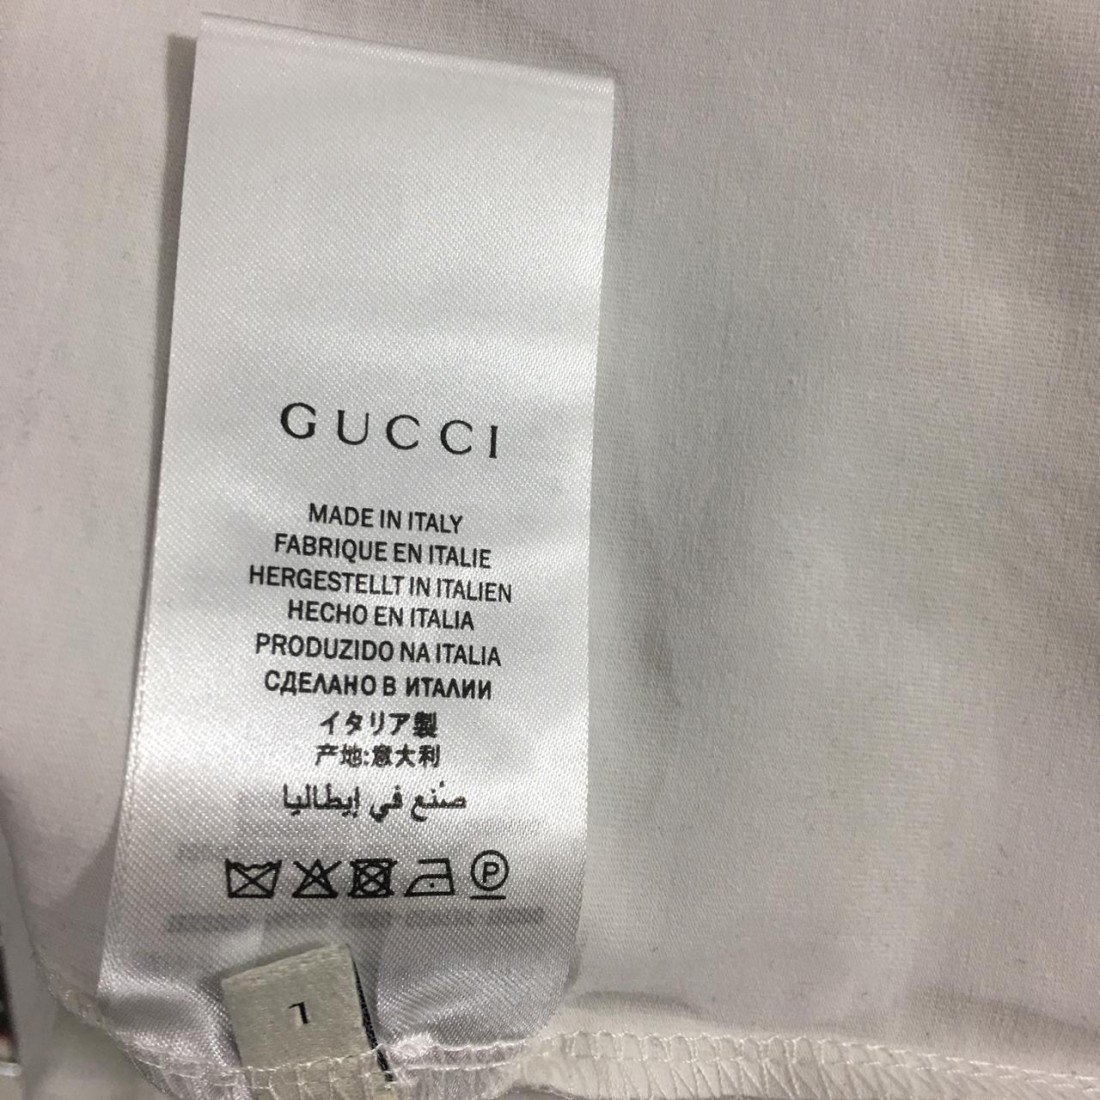 GUCCI
MADE IN ITALY
FABRIQUE EN ITALIE
HERGESTELLT IN ITALIEN
HECHO EN ITALIA
PRODUZIDO NA ITALIA
СДЕЛАНО В ИТАЛИИ
イタリア製
产地:意大利
صُنع في إيطاليا
P